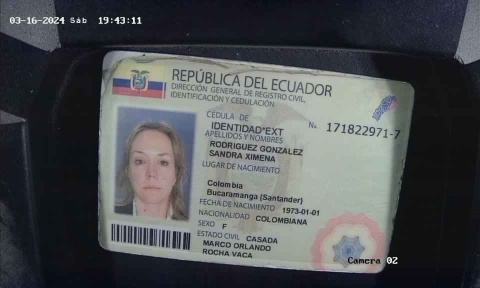 03-16-2024 Sáb 19:43:11
REPÚBLICA DEL ECUADOR
DIRECCIÓN GENERAL DE REGISTRO CIVIL,
IDENTIFICACIÓN Y CEDULACIÓN
CÉDULA DE
IDENTIDAD*EXT
No. 171822971-7
APELLIDOS Y NOMBRES
RODRIGUEZ GONZALEZ
SANDRA XIMENA
LUGAR DE NACIMIENTO
Colombia
Bucaramanga (Santander)
FECHA DE NACIMIENTO 1973-01-01
NACIONALIDAD COLOMBIANA
SEXO F
ESTADO CIVIL CASADA
MARCO ORLANDO
ROCHA VACA
Camera 02